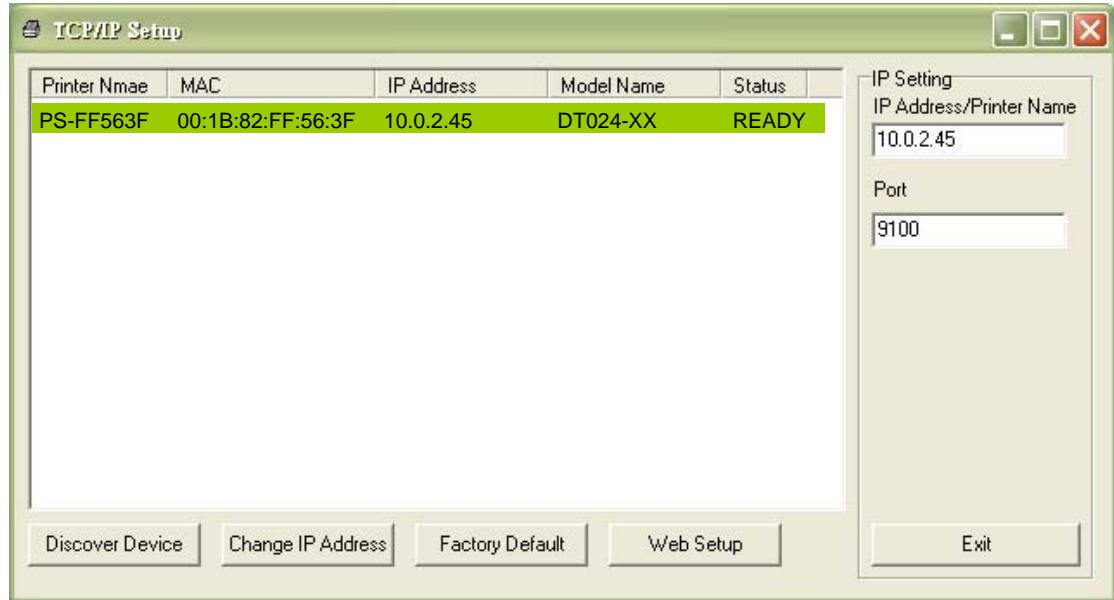 TCP/IP Setup
Printer Nmae MAC IP Address Model Name Status
PS-FF563F 00:1B:82:FF:56:3F 10.0.2.45 DT024-XX READY
IP Setting
IP Address/Printer Name
10.0.2.45
Port
9100
Discover Device Change IP Address Factory Default Web Setup Exit